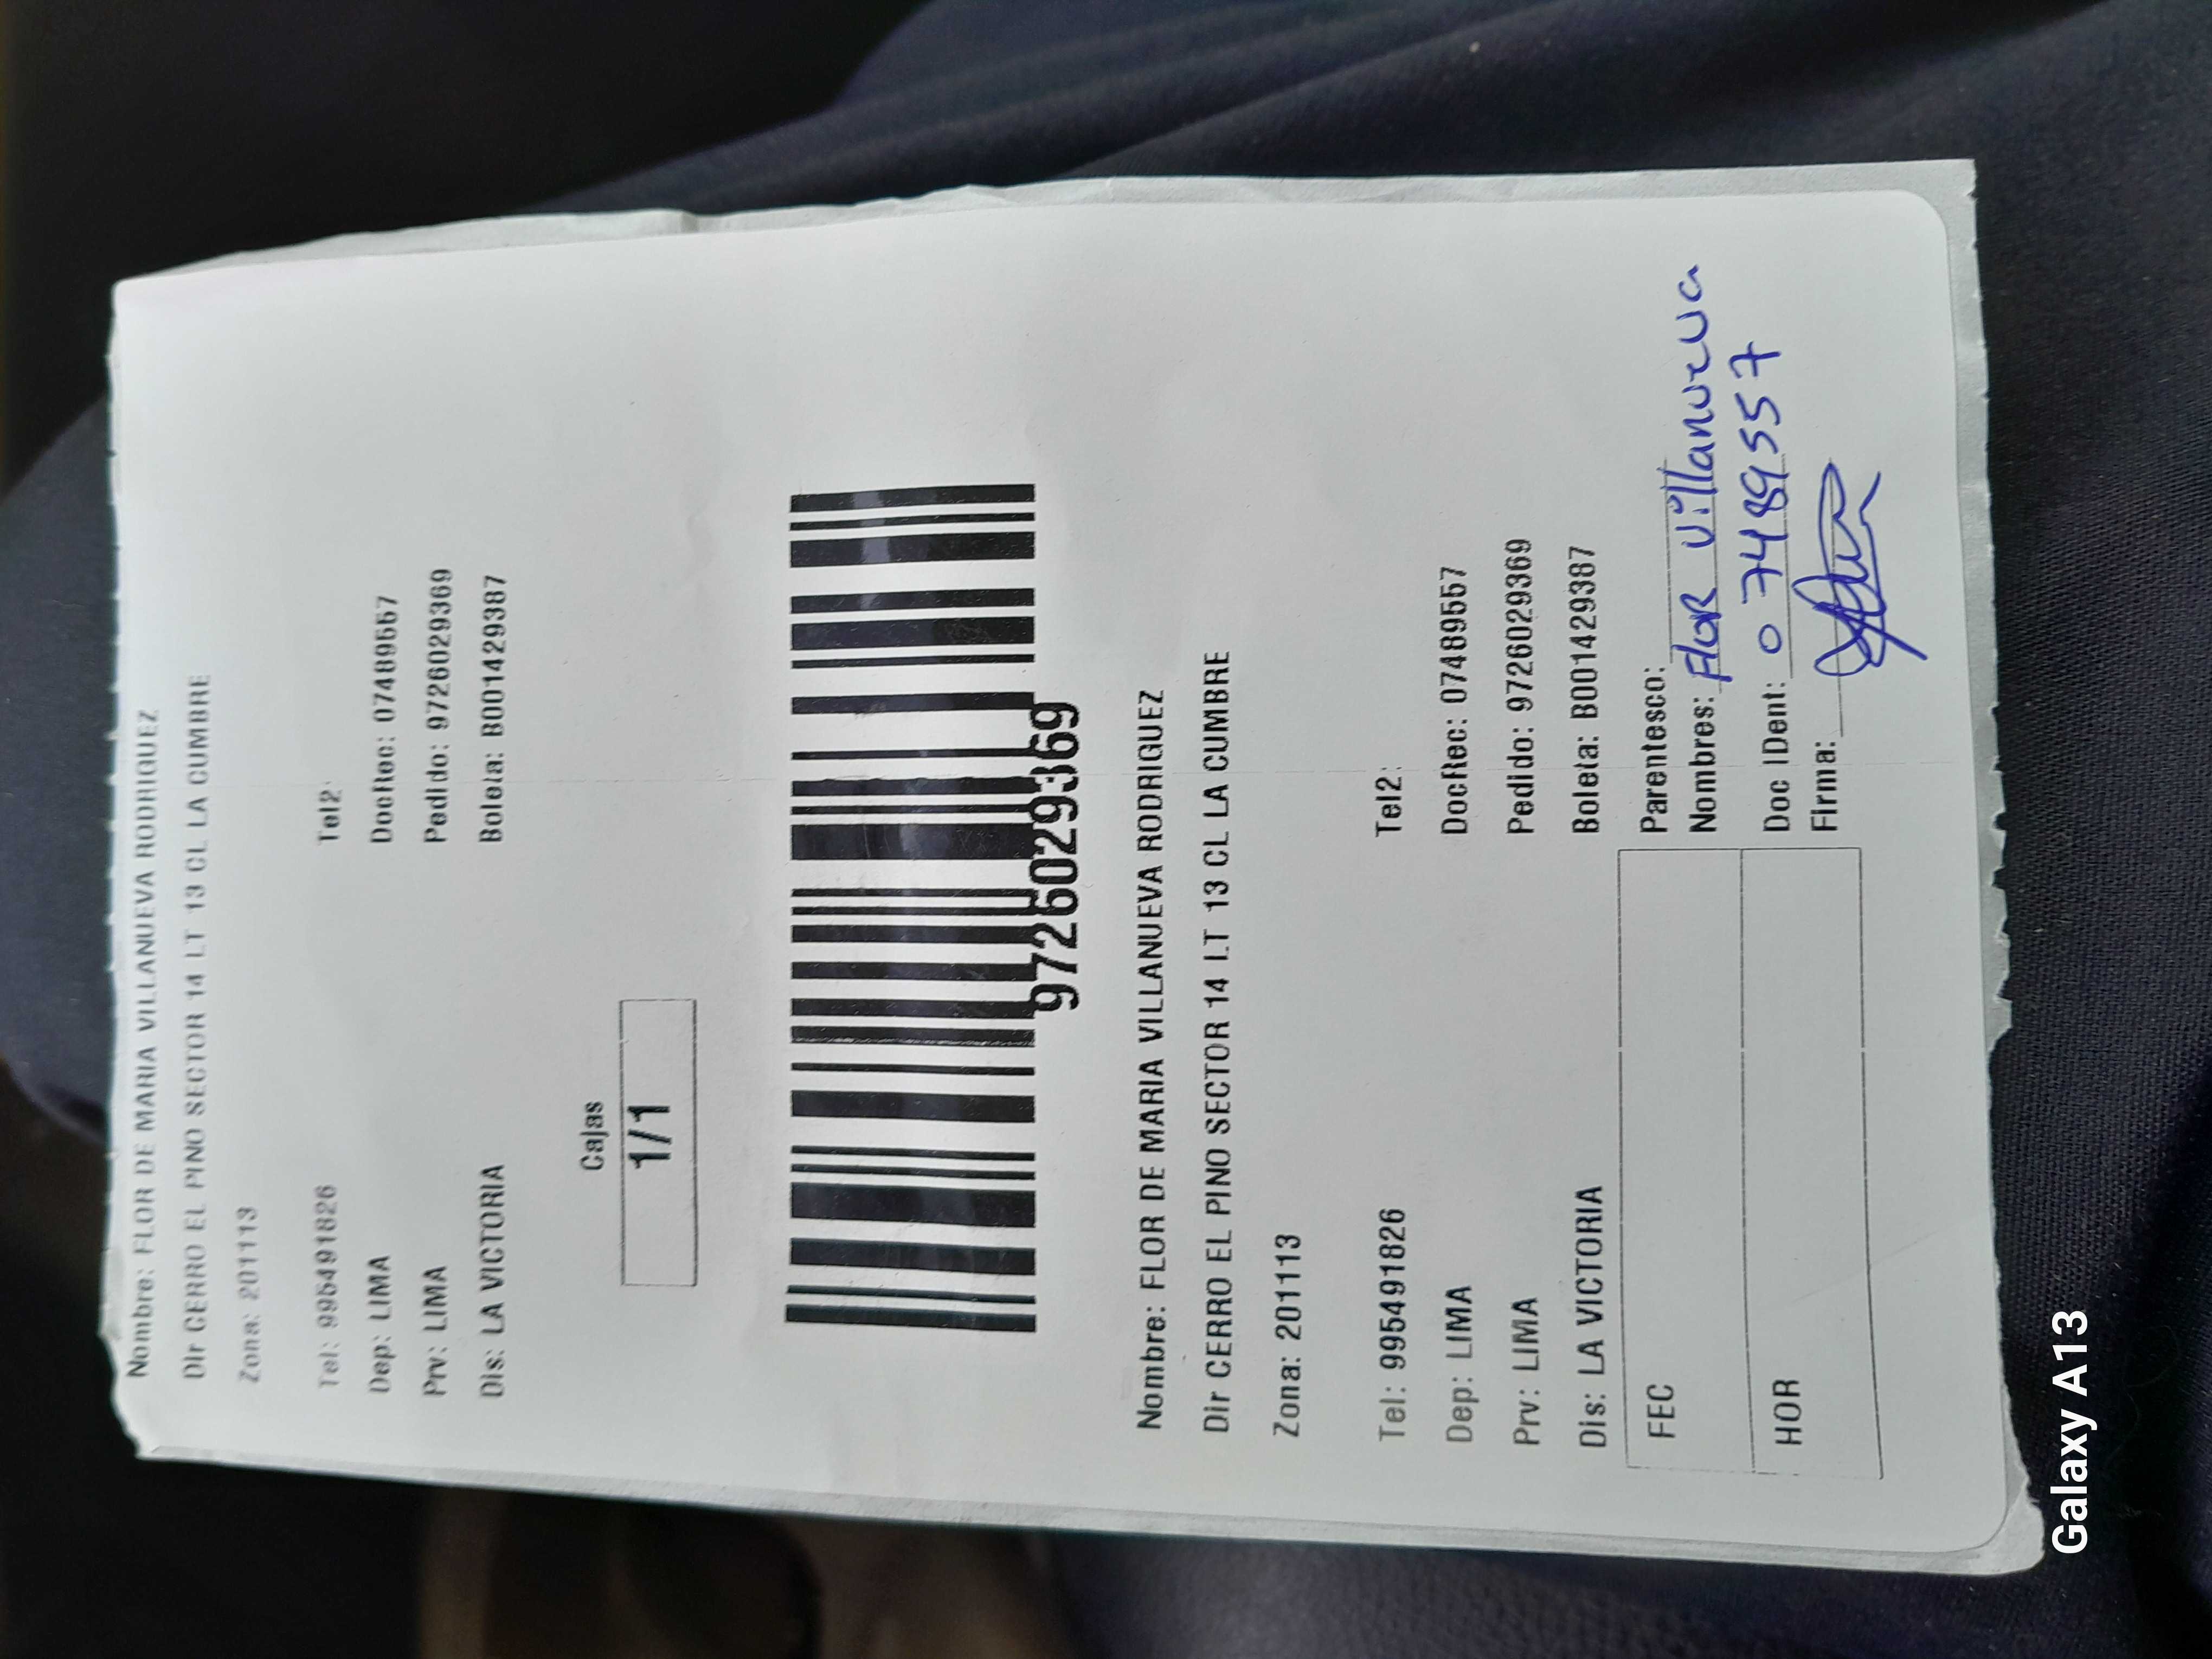 Nombre: FLOR DE MARIA VILLANUEVA RODRIGUEZ
Dir CERRO EL PINO SECTOR 14 LT 13 CL LA CUMBRE
Zona: 201113
Tel: 995491826 Tel2:
Dep: LIMA DocRec: 07489557
Prv: LIMA Pedido: 9726029369
Dis: LA VICTORIA Boleta: B001429387
Cajas
1/1
9726029369
Nombre: FLOR DE MARIA VILLANUEVA RODRIGUEZ
Dir CERRO EL PINO SECTOR 14 LT 13 CL LA CUMBRE
Zona: 201113
Tel: 995491826 Tel2:
Dep: LIMA DocRec: 07489557
Prv: LIMA Pedido: 9726029369
Dis: LA VICTORIA Boleta: B001429387
FEC Parentesco:
Nombres: Flor Villanueva
HOR Doc IDent: 07489557
Firma:
Galaxy A13